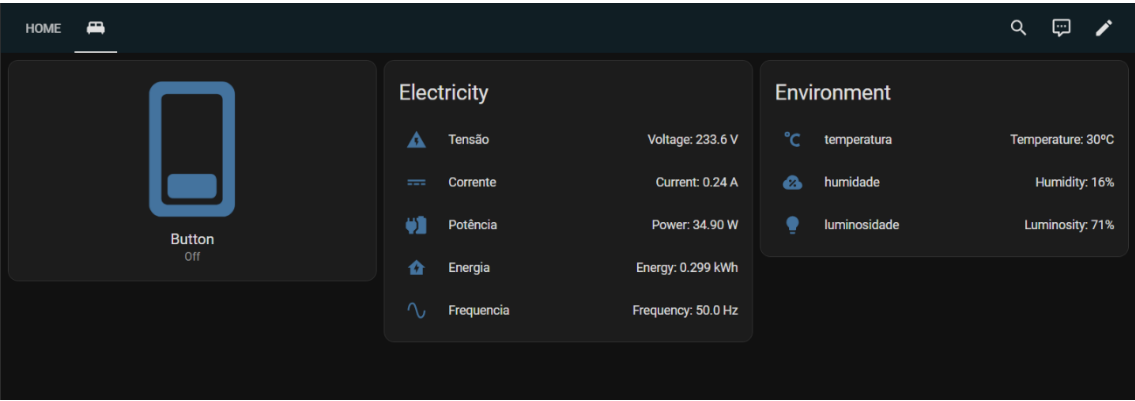 HOME
Button
Off
Electricity
Tensão Voltage: 233.6 V
Corrente Current: 0.24 A
Potência Power: 34.90 W
Energia Energy: 0.299 kWh
Frequencia Frequency: 50.0 Hz
Environment
°C temperatura Temperature: 30ºC
humidade Humidity: 16%
luminosidade Luminosity: 71%